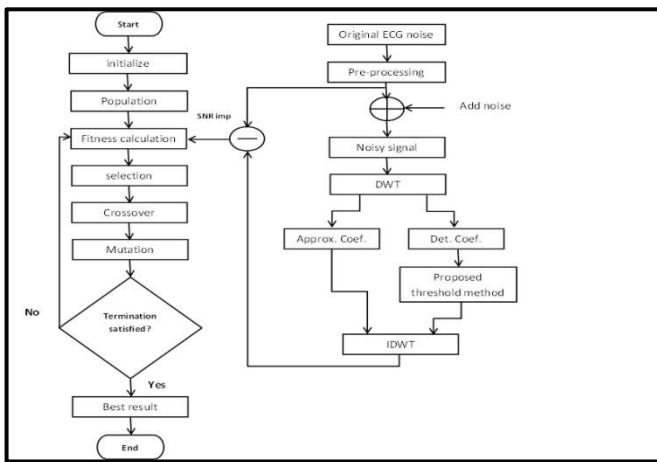 Start
initialize
Population
Fitness calculation
selection
Crossover
Mutation
No
Termination
satisfied?
Yes
Best result
End
SNR imp
Original ECG noise
Pre-processing
Add noise
Noisy signal
DWT
Approx. Coef.
Det. Coef.
Proposed
threshold method
IDWT